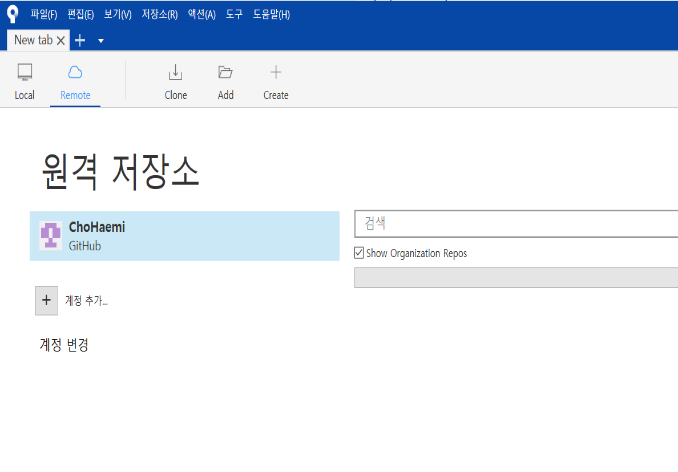 파일(F) 편집(E) 보기(V) 저장소(R) 액션(A) 도구 도움말(H)
New tab
Local Remote Clone Add Create
원격 저장소
ChoHaemi
GitHub
검색
Show Organization Repos
계정 추가...
계정 변경